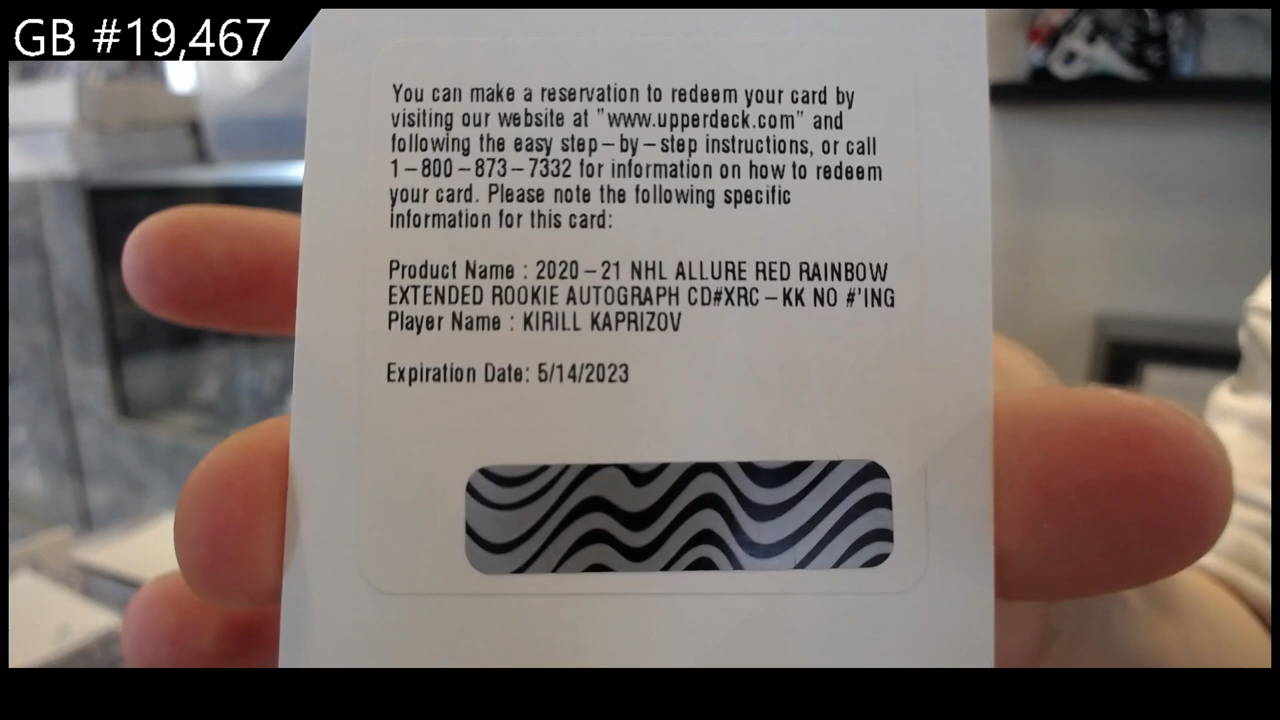 GB #19,467
You can make a reservation to redeem your card by
visiting our website at "www.upperdeck.com" and
following the easy step-by-step instructions, or call
1-800-873-7332 for information on how to redeem
your card. Please note the following specific
information for this card:
Product Name : 2020-21 NHL ALLURE RED RAINBOW
EXTENDED ROOKIE AUTOGRAPH CD#XRC-KK NO #'ING
Player Name : KIRILL KAPRIZOV
Expiration Date: 5/14/2023